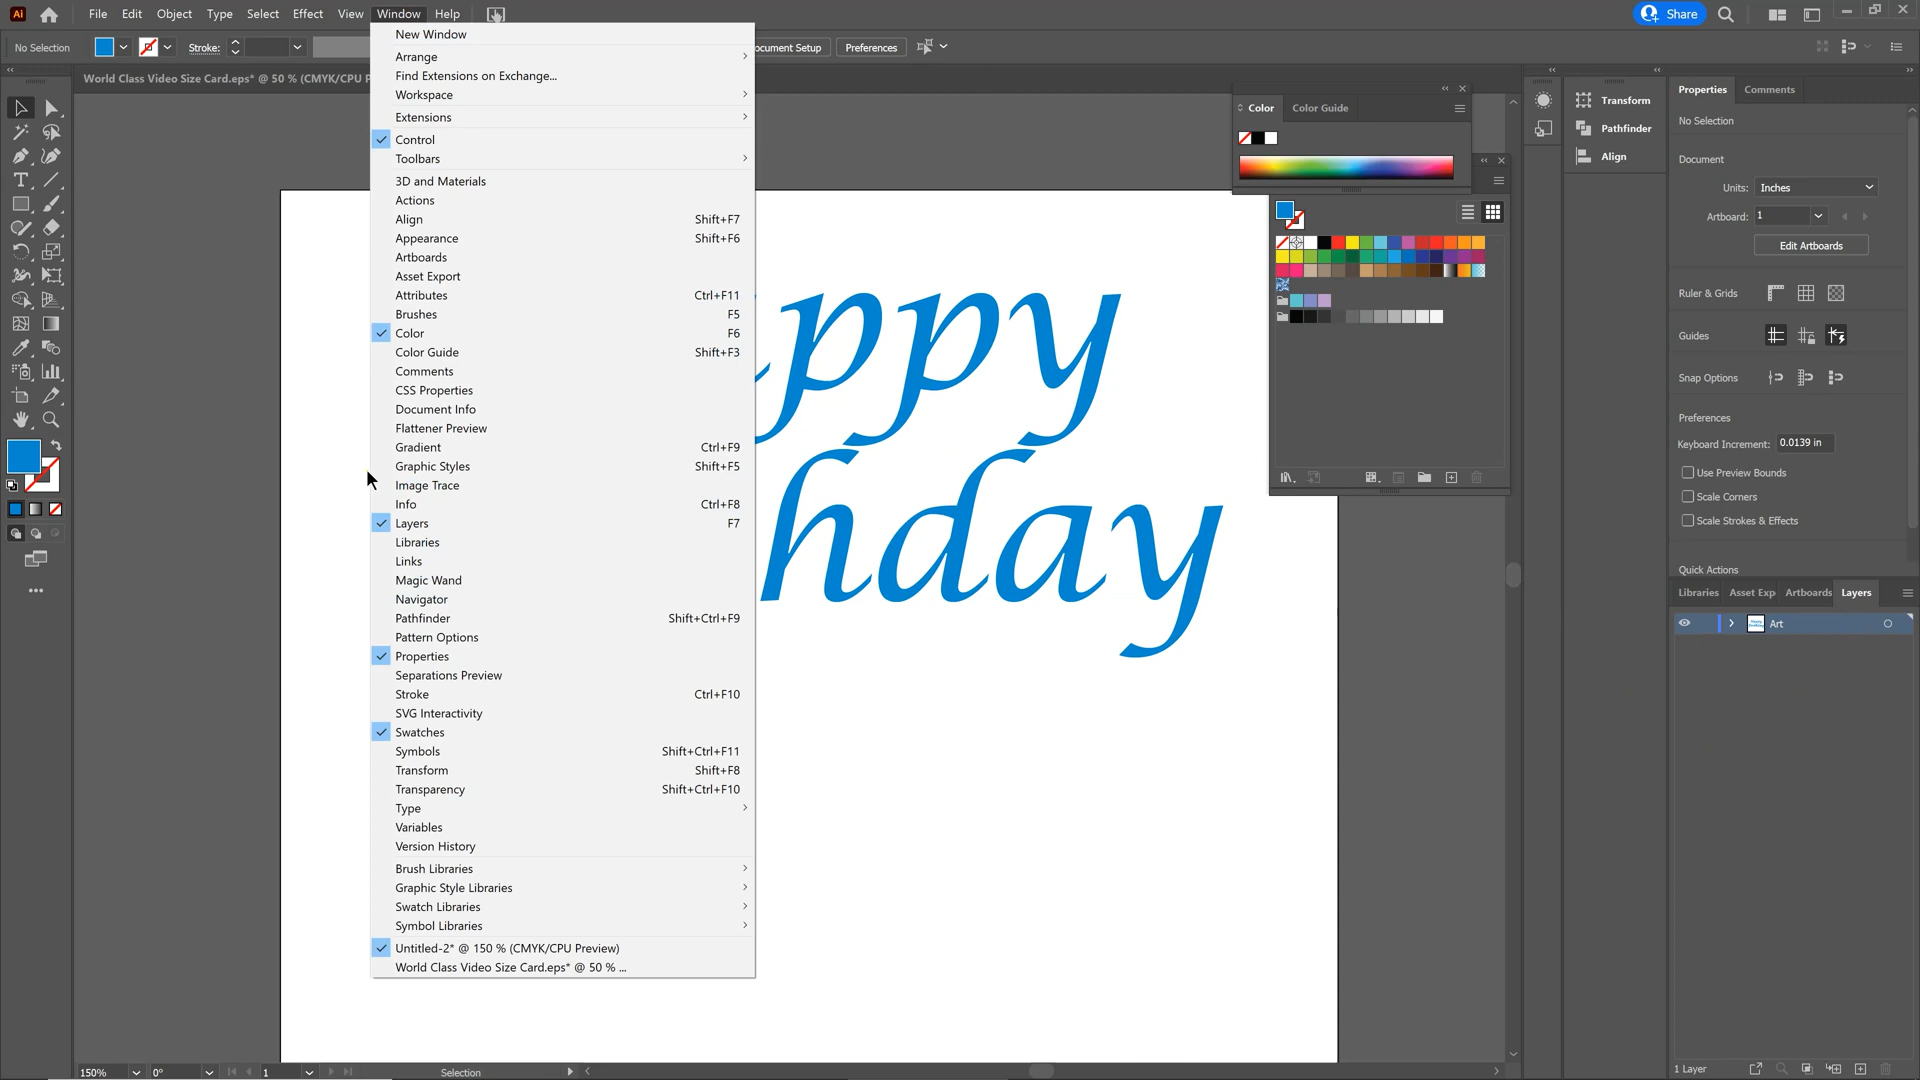 Ai File Edit Object Type Select Effect View Window Help Share
No Selection Stroke: ocument Setup Preferences
World Class Video Size Card.eps* @ 50 % (CMYK/CPU P
New Window
Arrange
Find Extensions on Exchange...
Workspace
Extensions
Control
Toolbars
3D and Materials
Actions
Align Shift+F7
Appearance Shift+F6
Artboards
Asset Export
Attributes Ctrl+F11
Brushes F5
Color F6
Color Guide Shift+F3
Comments
CSS Properties
Document Info
Flattener Preview
Gradient Ctrl+F9
Graphic Styles Shift+F5
Image Trace
Info Ctrl+F8
Layers F7
Libraries
Links
Magic Wand
Navigator
Pathfinder Shift+Ctrl+F9
Pattern Options
Properties
Separations Preview
Stroke Ctrl+F10
SVG Interactivity
Swatches
Symbols Shift+Ctrl+F11
Transform Shift+F8
Transparency Shift+Ctrl+F10
Type
Variables
Version History
Brush Libraries
Graphic Style Libraries
Swatch Libraries
Symbol Libraries
Untitled-2* @ 150 % (CMYK/CPU Preview)
World Class Video Size Card.eps* @ 50 % ...
ppy
hday
Color Color Guide
Transform
Pathfinder
Align
Properties Comments
No Selection
Document
Units: Inches
Artboard: 1
Edit Artboards
Ruler & Grids
Guides
Snap Options
Preferences
Keyboard Increment: 0.0139 in
Use Preview Bounds
Scale Corners
Scale Strokes & Effects
Quick Actions
Libraries Asset Exp Artboards Layers
Art
1 Layer
150% 0° 1 Selection